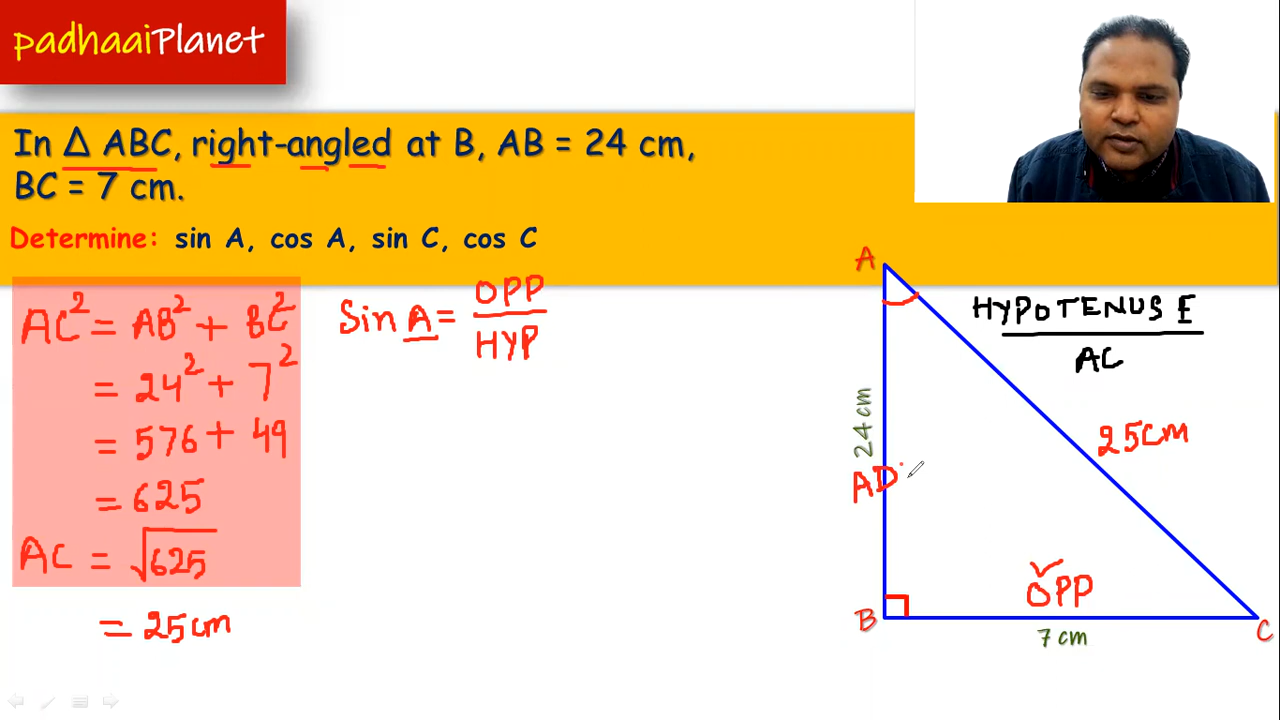 padhaaiPlanet
In Δ ABC, right-angled at B, AB = 24 cm,
BC = 7 cm.
Determine: sin A, cos A, sin C, cos C
AC² = AB² + BC²
= 24² + 7²
= 576 + 49
= 625
AC = √625
= 25cm
Sin A = OPP/HYP
A
HYPOTENUSE
AC
24 cm
25cm
AD
OPP
B
7 cm
C